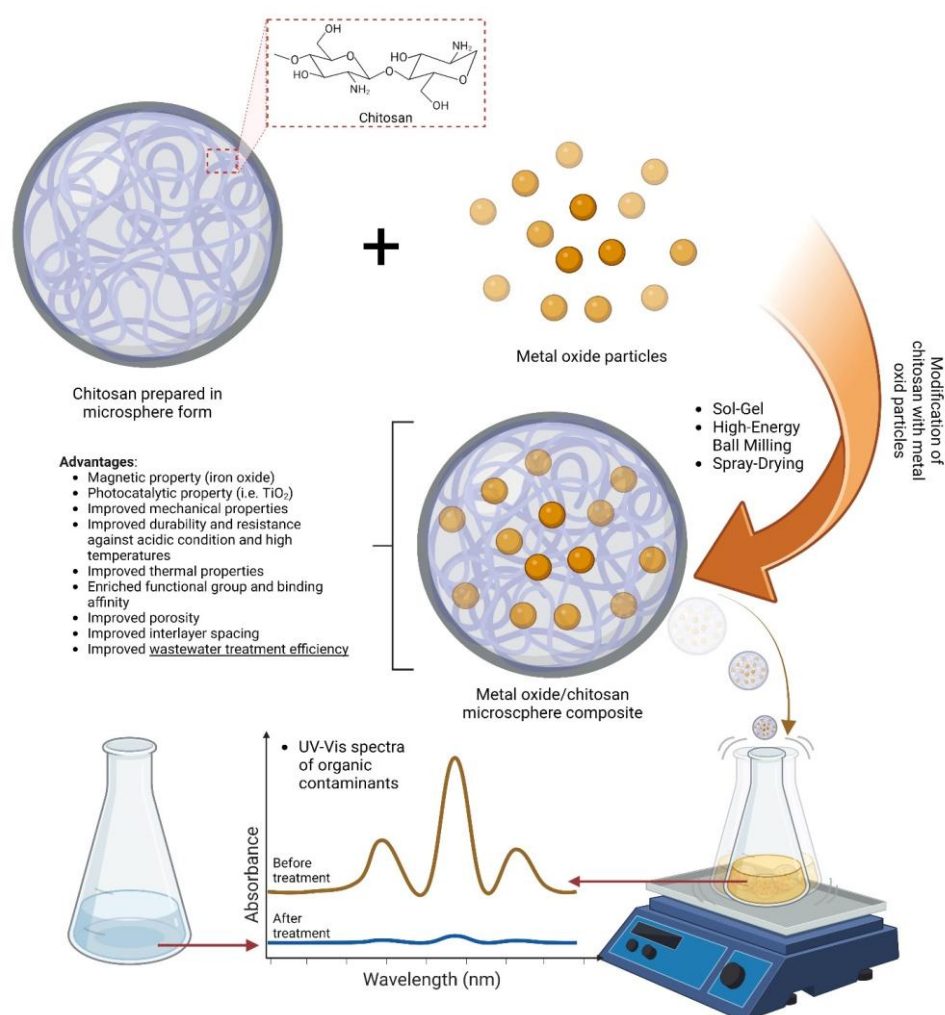 OH
NH₂
HO
O
O
O
HO
NH₂
O
OH
Chitosan
+
Metal oxide particles
Chitosan prepared in
microsphere form
Modification of
chitosan with metal
oxid particles
• Sol-Gel
• High-Energy
Ball Milling
• Spray-Drying
Advantages:
• Magnetic property (iron oxide)
• Photocatalytic property (i.e. TiO₂)
• Improved mechanical properties
• Improved durability and resistance
against acidic condition and high
temperatures
• Improved thermal properties
• Enriched functional group and binding
affinity
• Improved porosity
• Improved interlayer spacing
• Improved wastewater treatment efficiency
Metal oxide/chitosan
microscphere composite
• UV-Vis spectra
of organic
contaminants
Absorbance
Before
treatment
After
treatment
Wavelength (nm)